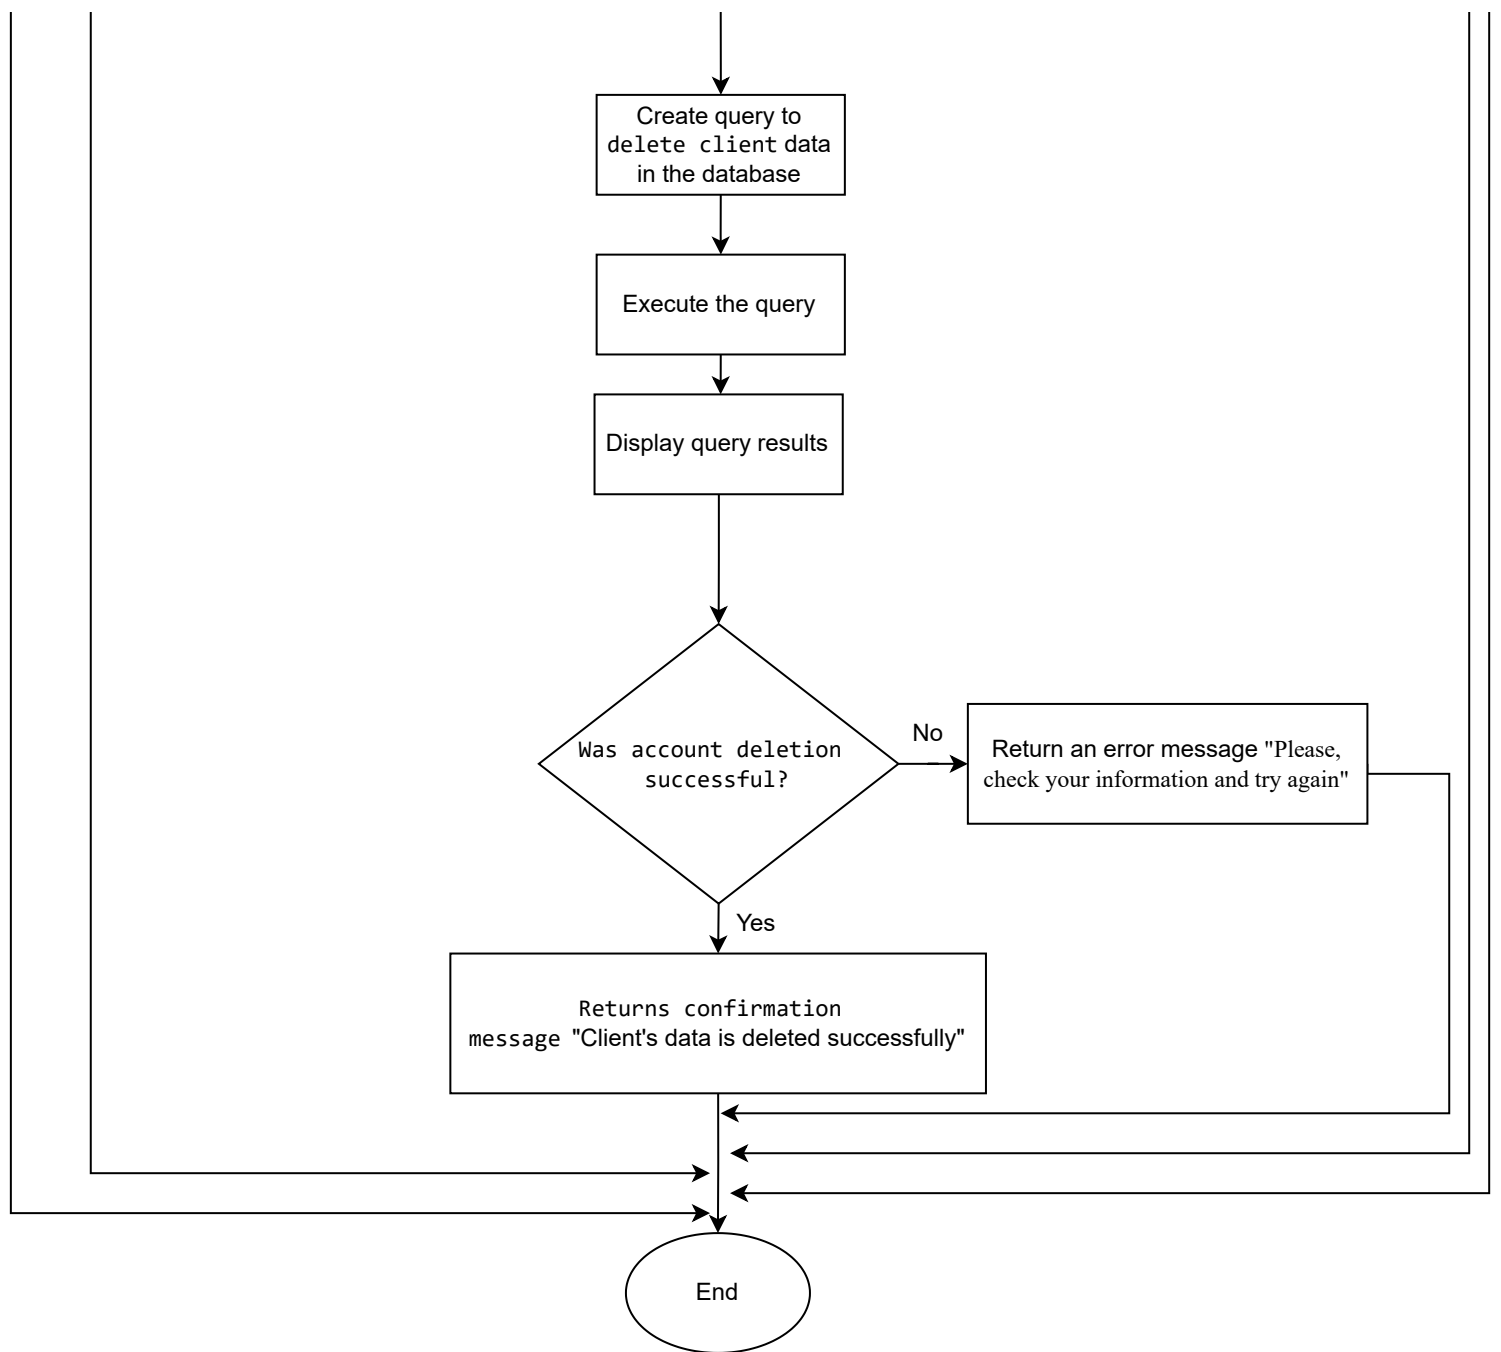 Create query to
delete client data
in the database
Execute the query
Display query results
Was account deletion
successful?
No
Return an error message "Please,
check your information and try again"
Yes
Returns confirmation
message "Client's data is deleted successfully"
End